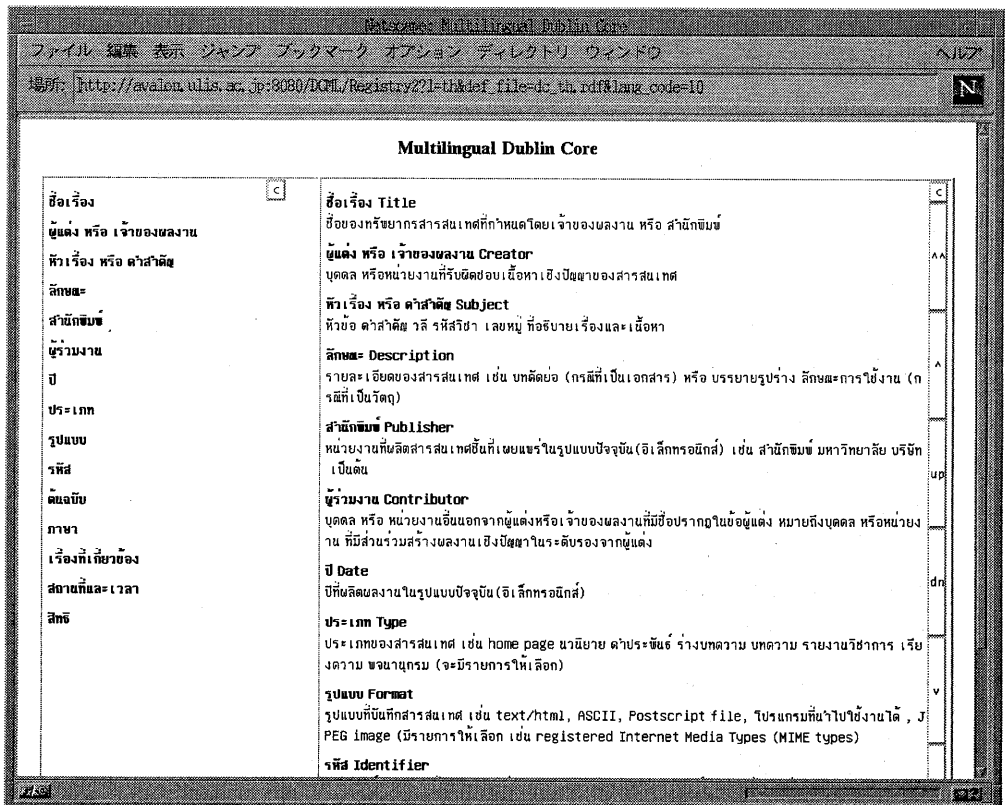 Netscape: Multilingual Dublin Core
ファイル 編集 表示 ジャンプ ブックマーク オプション ディレクトリ ウィンドウ ヘルプ
場所: http://avalon.ulis.ac.jp:8080/DCML/Registry2?l=th&def_file=dc_th.rdf&lang_code=10
N
Multilingual Dublin Core
ชื่อเรื่อง
ผู้แต่ง หรือ เจ้าของผลงาน
หัวเรื่อง หรือ คำสำคัญ
ลักษณะ
สำนักพิมพ์
ผู้ร่วมงาน
ปี
ประเภท
รูปแบบ
รหัส
ต้นฉบับ
ภาษา
เรื่องที่เกี่ยวข้อง
สถานที่และเวลา
สิทธิ
c
ชื่อเรื่อง Title
ชื่อของทรัพยากรสารสนเทศที่กำหนดโดยเจ้าของผลงาน หรือ สำนักพิมพ์
ผู้แต่ง หรือ เจ้าของผลงาน Creator
บุคคล หรือหน่วยงานที่รับผิดชอบเนื้อหาเชิงปัญญาของสารสนเทศ
หัวเรื่อง หรือ คำสำคัญ Subject
หัวข้อ คำสำคัญ วลี รหัสวิชา เลขหมู่ ที่อธิบายเรื่องและเนื้อหา
ลักษณะ Description
รายละเอียดของสารสนเทศ เช่น บทคัดย่อ (กรณีที่เป็นเอกสาร) หรือ บรรยายรูปร่าง ลักษณะการใช้งาน (ก
รณีที่เป็นวัตถุ)
สำนักพิมพ์ Publisher
หน่วยงานที่ผลิตสารสนเทศชิ้นที่เผยแพร่ในรูปแบบปัจจุบัน(อิเล็กทรอนิกส์) เช่น สำนักพิมพ์ มหาวิทยาลัย บริษัท
เป็นต้น
ผู้ร่วมงาน Contributor
บุคคล หรือ หน่วยงานอื่นนอกจากผู้แต่งหรือเจ้าของผลงานที่มีชื่อปรากฏในข้อผู้แต่ง หมายถึงบุคคล หรือหน่วยง
าน ที่มีส่วนร่วมสร้างผลงานเชิงปัญญาในระดับรองจากผู้แต่ง
ปี Date
ปีที่ผลิตผลงานในรูปแบบปัจจุบัน(อิเล็กทรอนิกส์)
ประเภท Type
ประเภทของสารสนเทศ เช่น home page นวนิยาย คำประพันธ์ ร่างบทความ บทความ รายงานวิชาการ เรีย
งความ พจนานุกรม (จะมีรายการให้เลือก)
รูปแบบ Format
รูปแบบที่บันทึกสารสนเทศ เช่น text/html, ASCII, Postscript file, โปรแกรมที่นำไปใช้งานได้ , J
PEG image (มีรายการให้เลือก เช่น registered Internet Media Types (MIME types)
รหัส Identifier
c
^^
^
up
dn
v